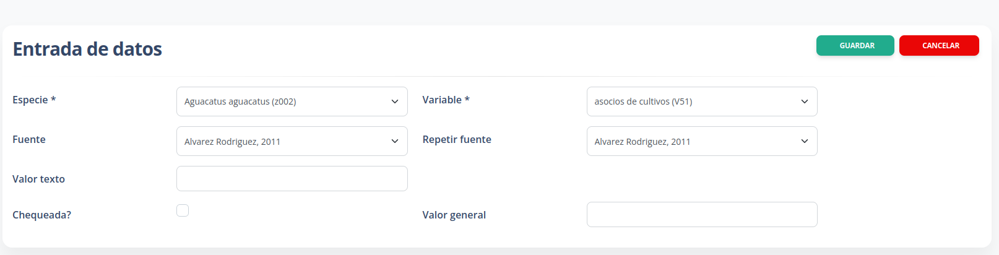 Entrada de datos
GUARDAR
CANCELAR
Especie *
Aguacatus aguacatus (z002)
Variable *
asocios de cultivos (V51)
Fuente
Alvarez Rodriguez, 2011
Repetir fuente
Alvarez Rodriguez, 2011
Valor texto
Chequeada?
Valor general